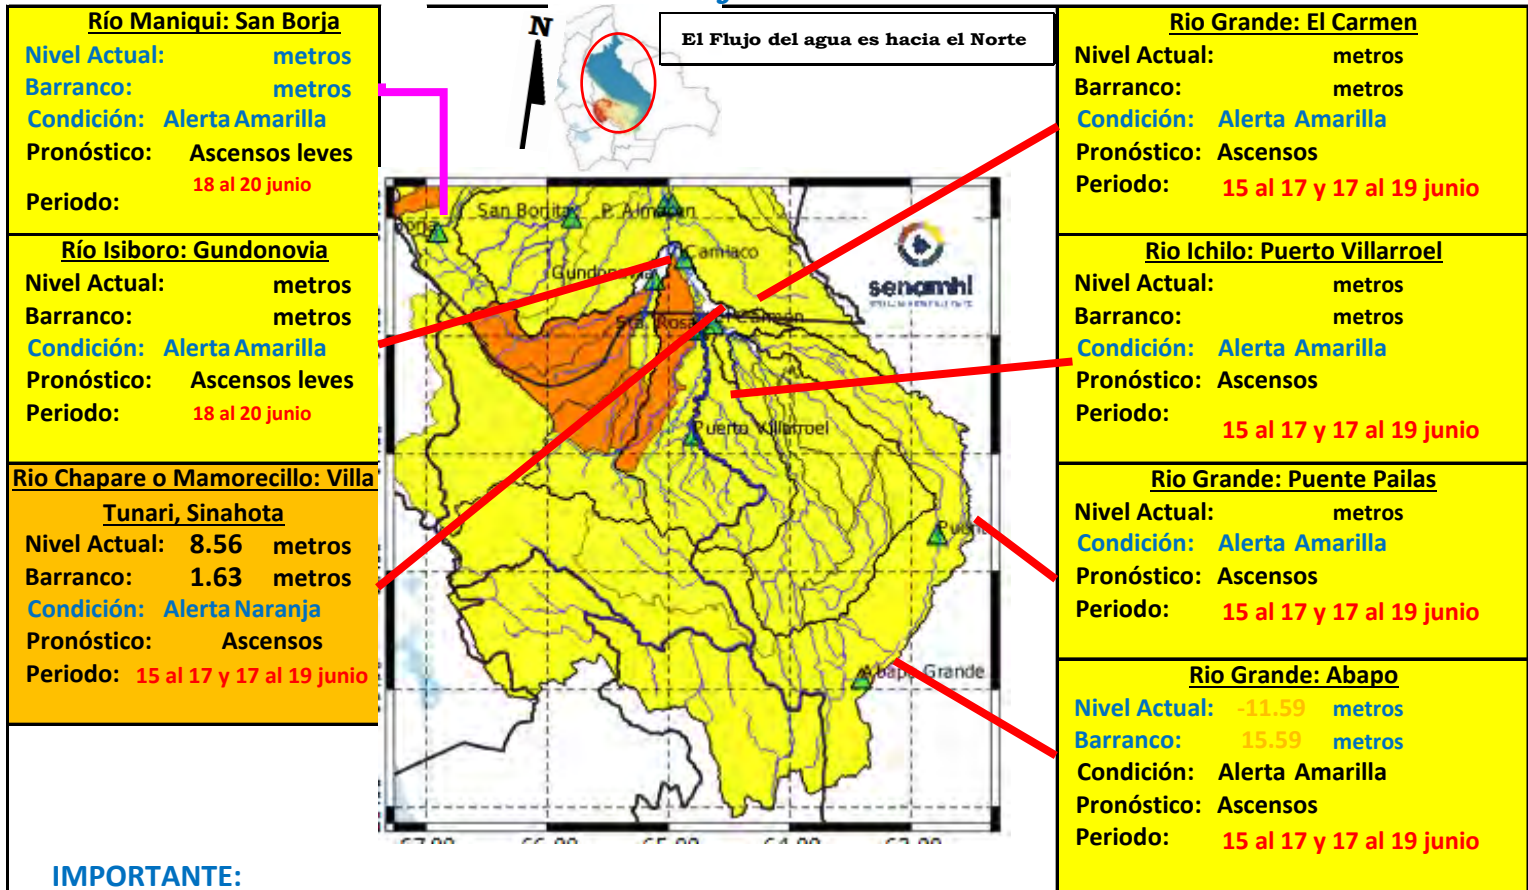 Río Maniqui: San Borja
Nivel Actual: metros
Barranco: metros
Condición: Alerta Amarilla
Pronóstico: Ascensos leves
18 al 20 junio
Periodo:
Río Isiboro: Gundonovia
Nivel Actual: metros
Barranco: metros
Condición: Alerta Amarilla
Pronóstico: Ascensos leves
Periodo: 18 al 20 junio
Rio Chapare o Mamorecillo: Villa
Tunari, Sinahota
Nivel Actual: 8.56 metros
Barranco: 1.63 metros
Condición: Alerta Naranja
Pronóstico: Ascensos
Periodo: 15 al 17 y 17 al 19 junio
IMPORTANTE:
N
El Flujo del agua es hacia el Norte
San Borjita
P. Almacen
Camiaco
Gundonovia
senamhi
Sta. Rosa
El Carmen
Puerto Villarroel
Abapo Grande
Rio Grande: El Carmen
Nivel Actual: metros
Barranco: metros
Condición: Alerta Amarilla
Pronóstico: Ascensos
Periodo: 15 al 17 y 17 al 19 junio
Rio Ichilo: Puerto Villarroel
Nivel Actual: metros
Barranco: metros
Condición: Alerta Amarilla
Pronóstico: Ascensos
Periodo:
15 al 17 y 17 al 19 junio
Rio Grande: Puente Pailas
Nivel Actual: metros
Condición: Alerta Amarilla
Pronóstico: Ascensos
Periodo: 15 al 17 y 17 al 19 junio
Rio Grande: Abapo
Nivel Actual: -11.59 metros
Barranco: 15.59 metros
Condición: Alerta Amarilla
Pronóstico: Ascensos
Periodo: 15 al 17 y 17 al 19 junio